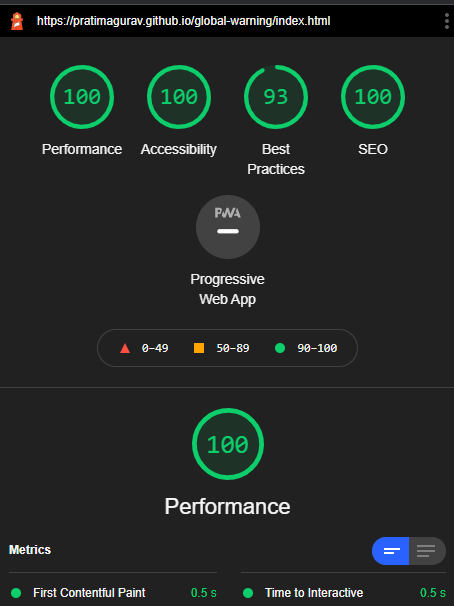 https://pratimagurav.github.io/global-warning/index.html
100
100
93
100
Performance
Accessibility
Best
Practices
SEO
PWA
Progressive
Web App
0–49
50–89
90–100
100
Performance
Metrics
First Contentful Paint 0.5 s
Time to Interactive 0.5 s